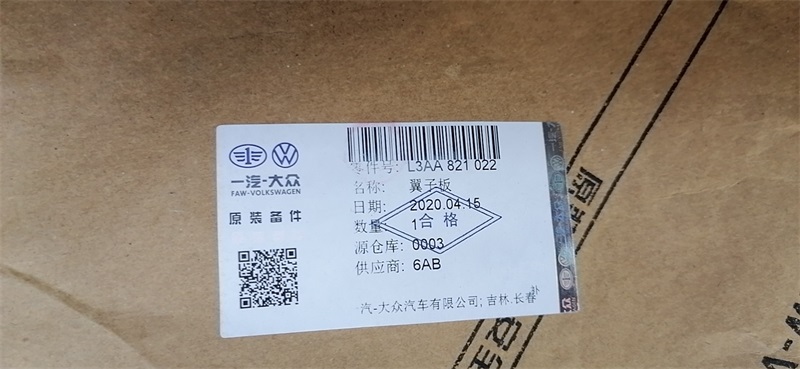 一汽-大众
FAW-VOLKSWAGEN
原装备件
零件号: L3AA 821 022
名称: 翼子板
日期: 2020.04.15
数量: 1
合格
源仓库: 0003
供应商: 6AB
一汽-大众汽车有限公司; 吉林.长春